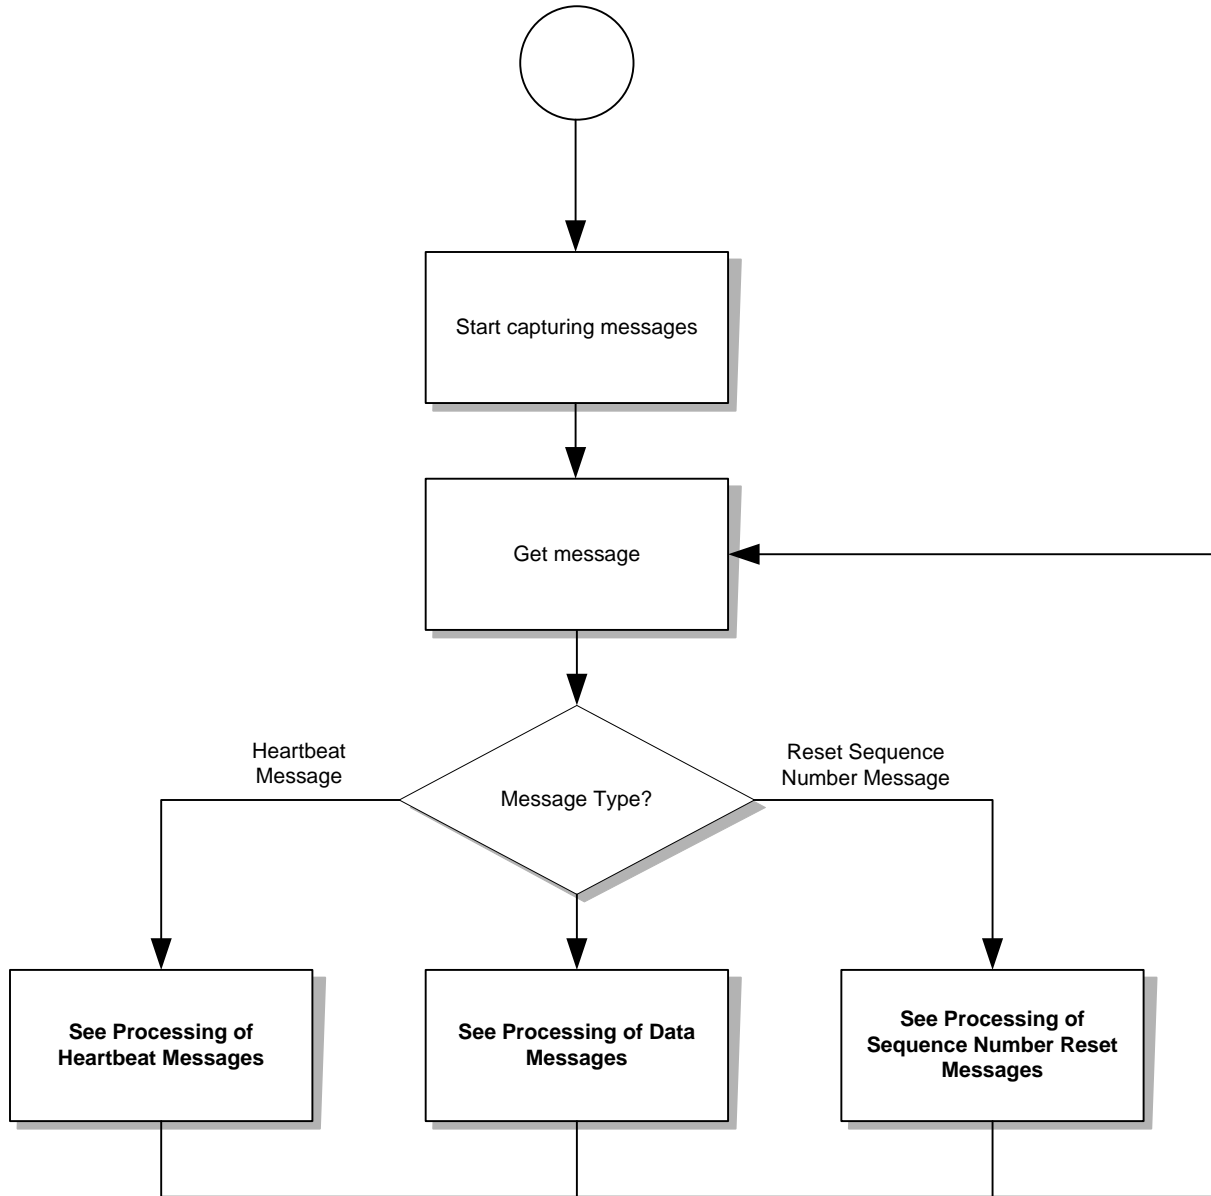 Start capturing messages
Get message
Heartbeat
Message
Reset Sequence
Number Message
Message Type?
See Processing of
Heartbeat Messages
See Processing of Data
Messages
See Processing of
Sequence Number Reset
Messages